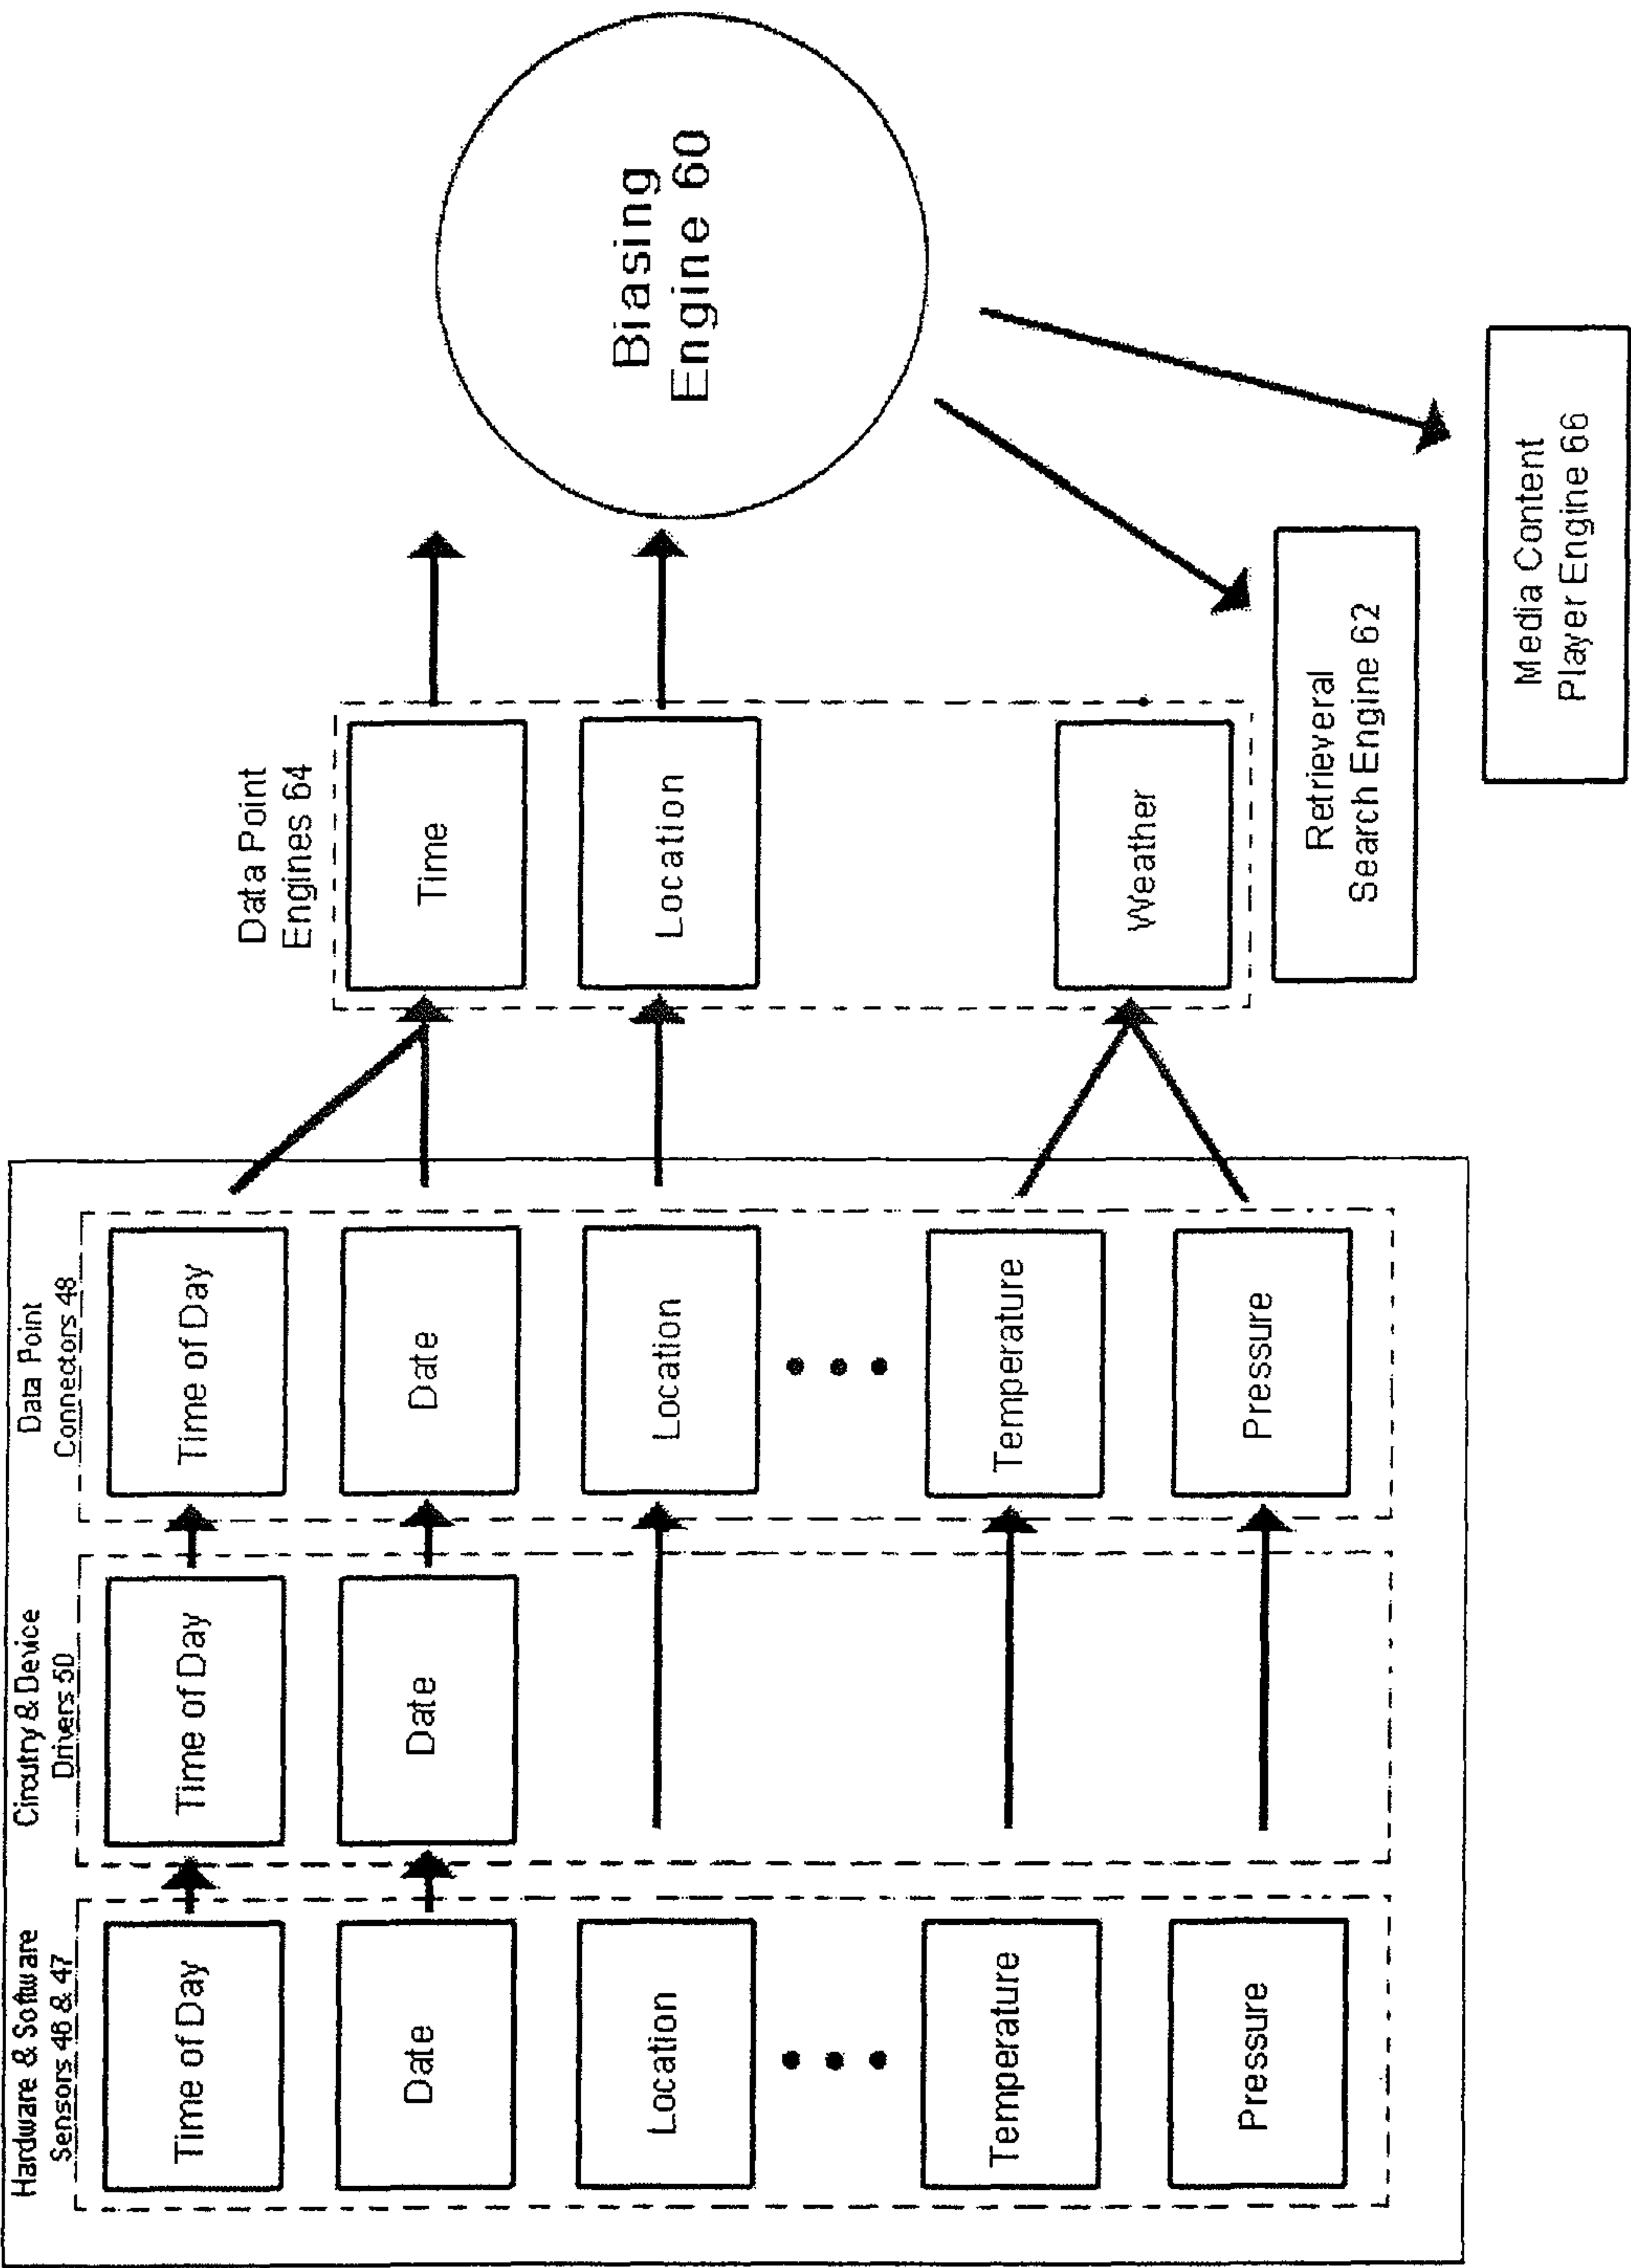 Hardware & Software
Sensors 46 & 47
Time of Day
Date
Location
Temperature
Pressure
Circuitry & Device
Drivers 50
Time of Day
Date
Data Point
Connectors 48
Time of Day
Date
Location
Temperature
Pressure
Data Point
Engines 64
Time
Location
Weather
Biasing
Engine 60
Retrieveral
Search Engine 62
Media Content
Player Engine 66